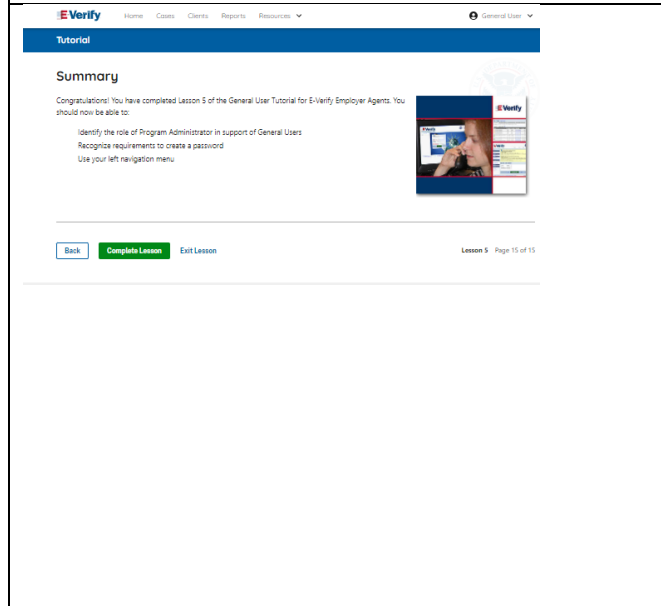 E-Verify Home Cases Clients Reports Resources General User
Tutorial
Summary
Congratulations! You have completed Lesson 5 of the General User Tutorial for E-Verify Employer Agents. You
should now be able to:
Identify the role of Program Administrator in support of General Users
Recognize requirements to create a password
Use your left navigation menu
E-Verify
Back Complete Lesson Exit Lesson Lesson 5 Page 15 of 15